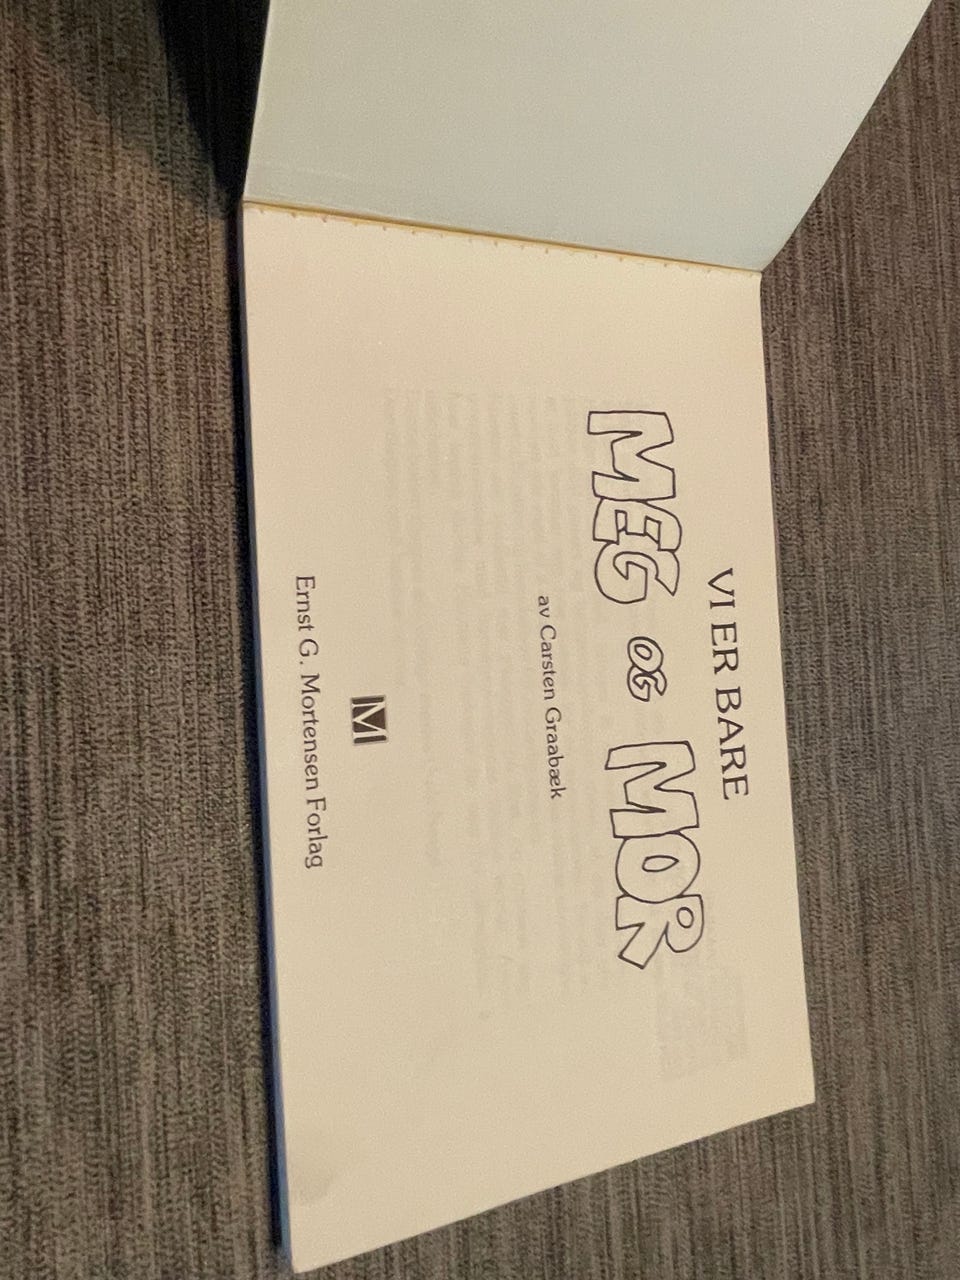 VI ER BARE
MEG OG MOR
av Carsten Graabæk
M
Ernst G. Mortensen Forlag